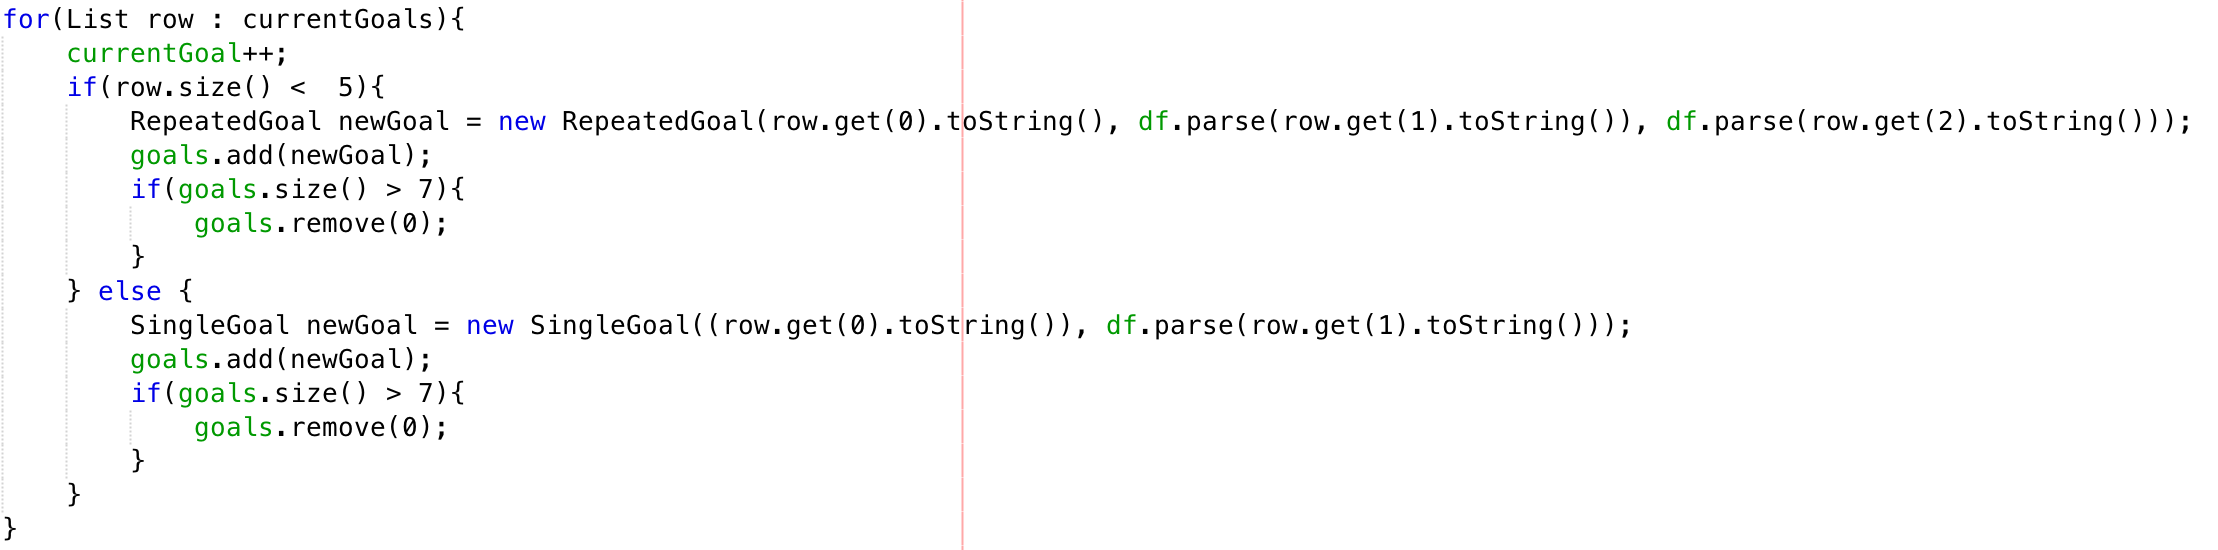 for(List row : currentGoals){
    currentGoal++;
    if(row.size() <  5){
        RepeatedGoal newGoal = new RepeatedGoal(row.get(0).toString(), df.parse(row.get(1).toString()), df.parse(row.get(2).toString()));
        goals.add(newGoal);
        if(goals.size() > 7){
            goals.remove(0);
        }
    } else {
        SingleGoal newGoal = new SingleGoal((row.get(0).toString()), df.parse(row.get(1).toString()));
        goals.add(newGoal);
        if(goals.size() > 7){
            goals.remove(0);
        }
    }
}